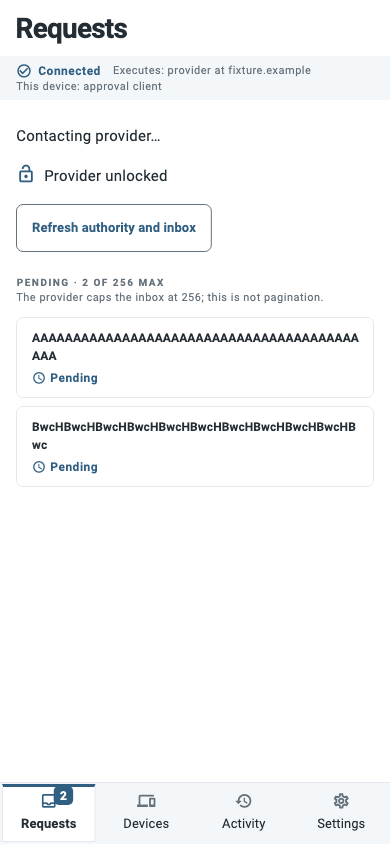 Requests
Connected Executes: provider at fixture.example
This device: approval client
Contacting provider…
Provider unlocked
Refresh authority and inbox
PENDING · 2 OF 256 MAX
The provider caps the inbox at 256; this is not pagination.
AAAAAAAAAAAAAAAAAAAAAAAAAAAAAAAAAAAAAAAA
AAA
Pending
BwcHBwcHBwcHBwcHBwcHBwcHBwcHBwcHBwcHBwcHB
wc
Pending
2
Requests Devices Activity Settings